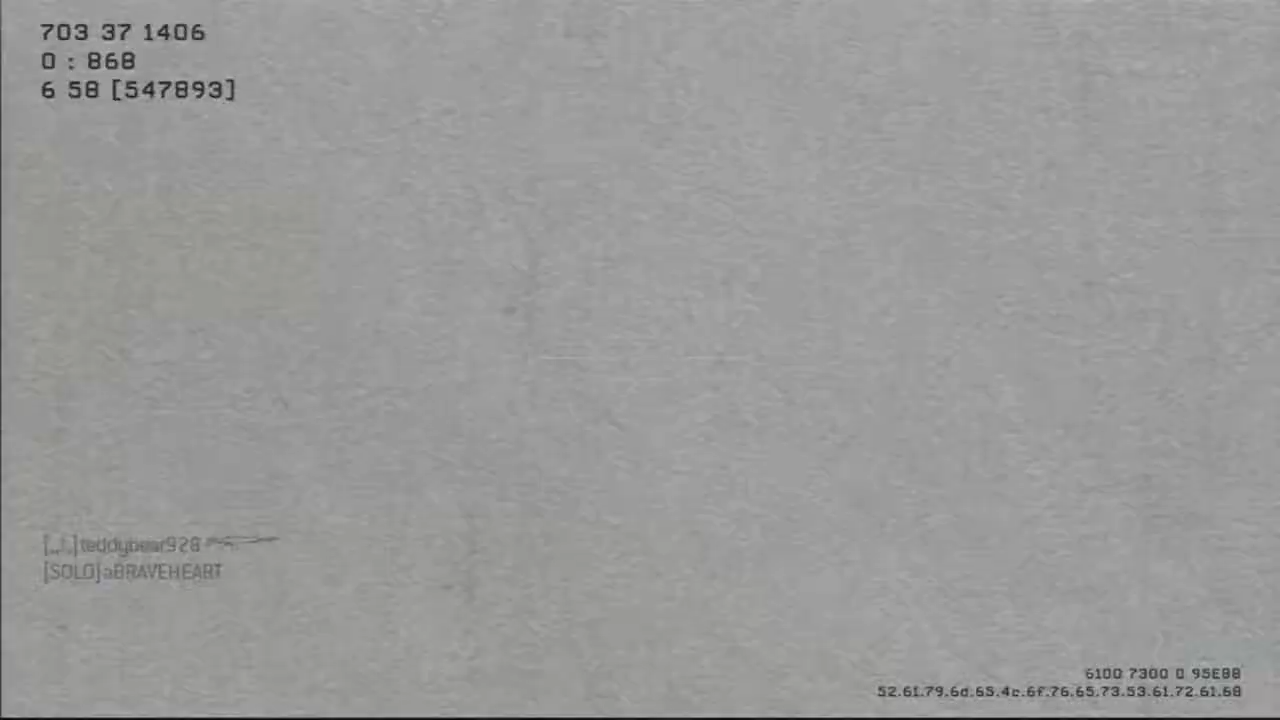 703 37 1406
0 : 868
6 58 [547893]
teddybear928
[SOLO]aBRAVEHEART
6100 7300 0 95E88
52.61.79.6d.65.4c.6f.76.65.73.53.61.72.61.68